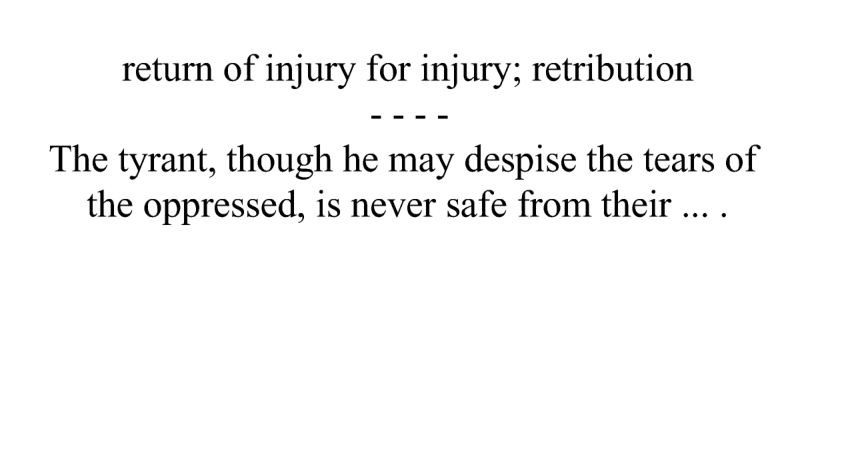 return of injury for injury; retribution
- - - -
The tyrant, though he may despise the tears of
the oppressed, is never safe from their ... .